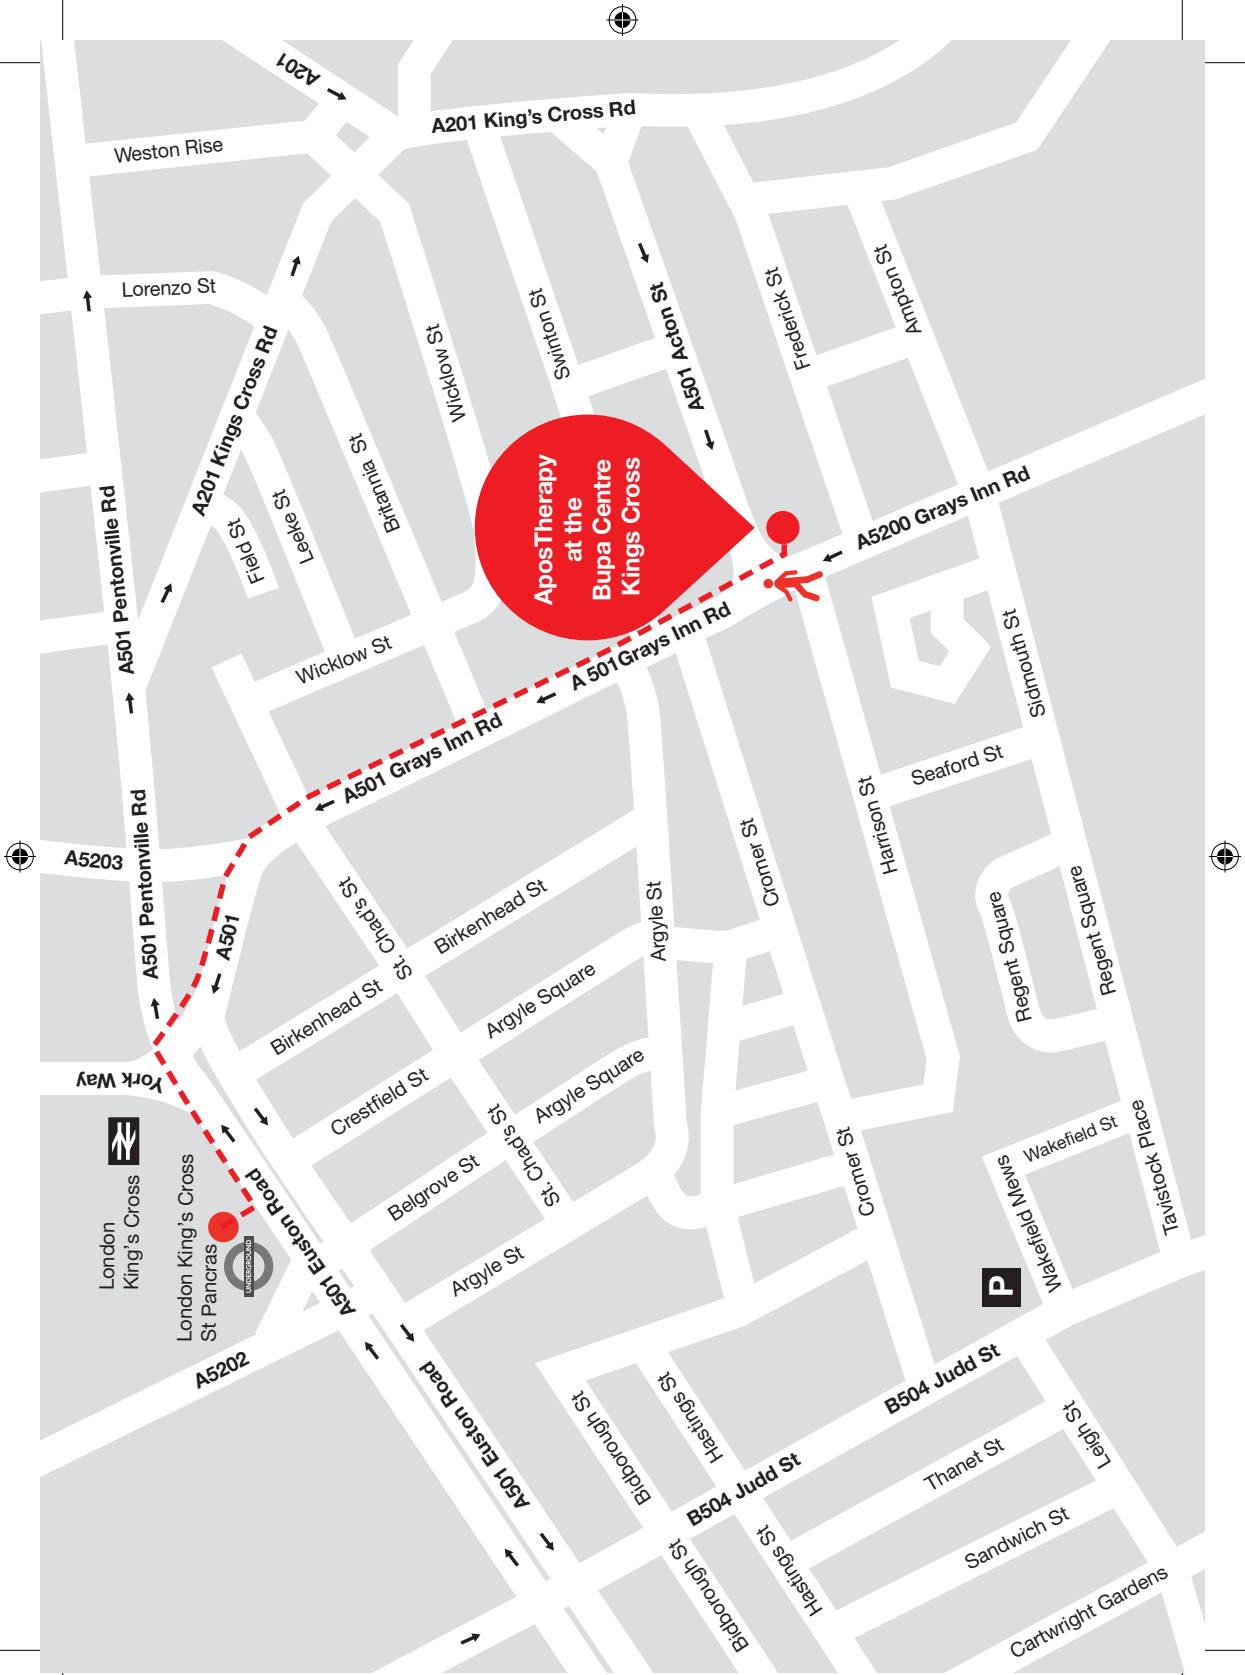 A201
A201 King's Cross Rd
Weston Rise
Lorenzo St
A201 Kings Cross Rd
Wicklow St
Swinton St
A501 Acton St
Frederick St
Ampton St
Britannia St
Leeke St
Field St
A501 Pentonville Rd
AposTherapy
at the
Bupa Centre
Kings Cross
A5200 Grays Inn Rd
Wicklow St
A 501Grays Inn Rd
A501 Grays Inn Rd
Sidmouth St
Seaford St
Harrison St
Cromer St
A501 Pentonville Rd
A5203
A501
St. Chad's St
Birkenhead St
Birkenhead St
Argyle St
Argyle Square
Argyle Square
Regent Square
Regent Square
York Way
Crestfield St
Belgrove St
St. Chad's St
Argyle St
Cromer St
Wakefield St
Wakefield Mews
Tavistock Place
London
King's Cross
London King's Cross
St Pancras
UNDERGROUND
A501 Euston Road
A501 Euston Road
A5202
P
Bidborough St
Hastings St
B504 Judd St
B504 Judd St
Leigh St
Thanet St
Sandwich St
Hastings St
Bidborough St
Cartwright Gardens